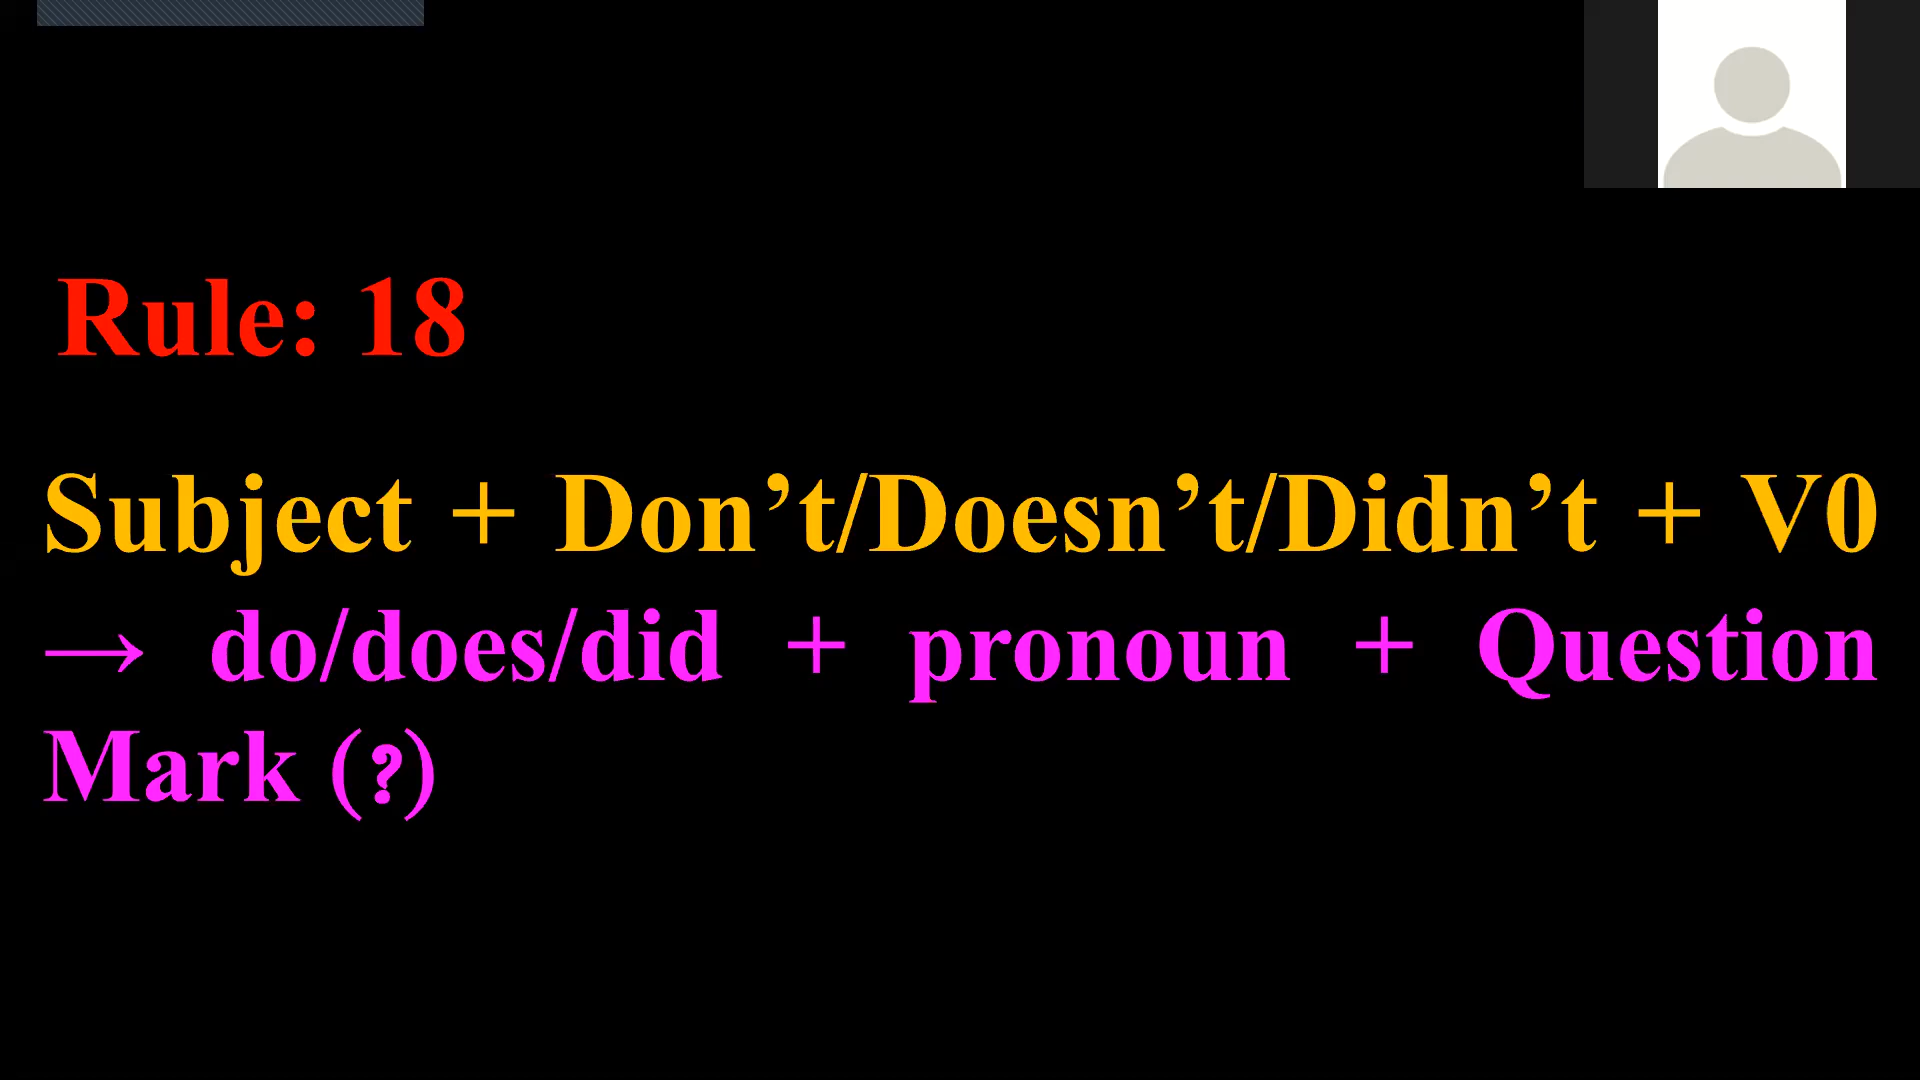 Rule: 18
Subject + Don’t/Doesn’t/Didn’t + V0
→ do/does/did + pronoun + Question
Mark (?)